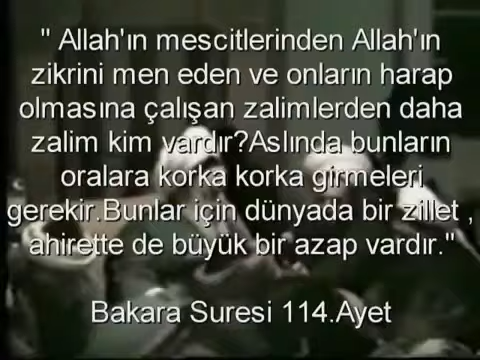 " Allah'ın mescitlerinden Allah'ın
zikrini men eden ve onların harap
olmasına çalışan zalimlerden daha
zalim kim vardır?Aslında bunların
oralara korka korka girmeleri
gerekir.Bunlar için dünyada bir zillet ,
ahirette de büyük bir azap vardır."
Bakara Suresi 114.Ayet